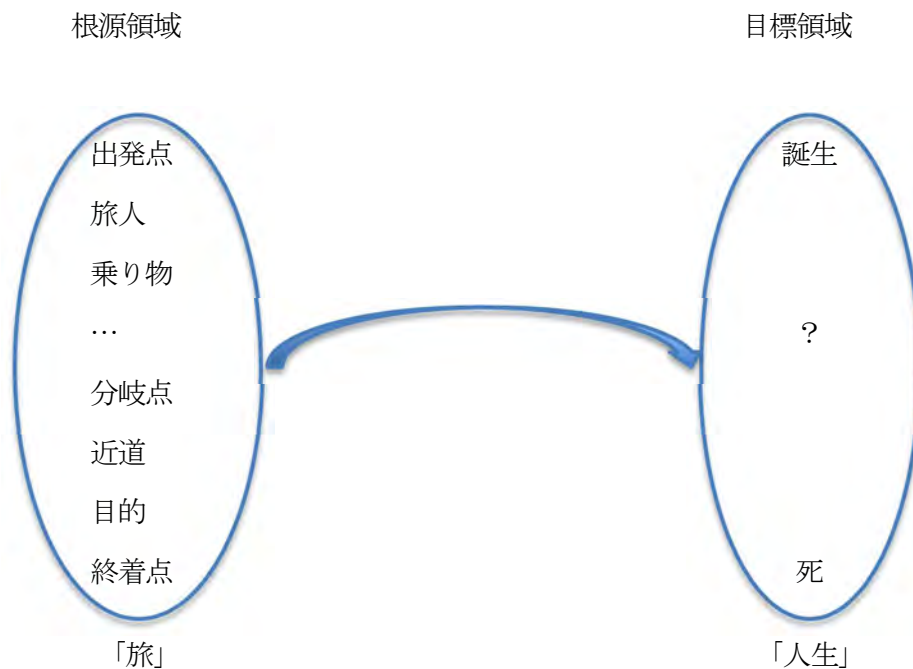 根源領域
目標領域
出発点
旅人
乗り物
…
分岐点
近道
目的
終着点
誕生
?
死
「旅」
「人生」